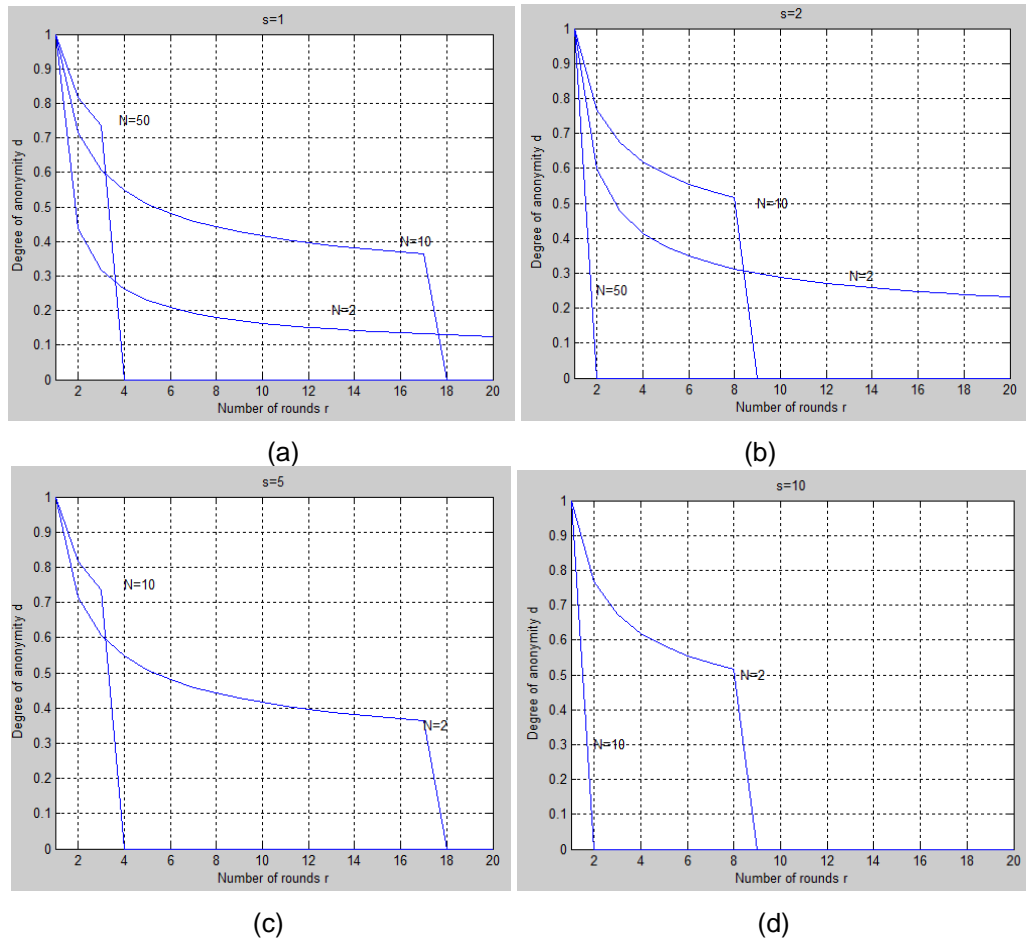 s=1
1
0.9
0.8
0.7
0.6
0.5
0.4
0.3
0.2
0.1
0
Degree of anonymity d
N=50
N=10
N=2
2 4 6 8 10 12 14 16 18 20
Number of rounds r
(a)
s=2
1
0.9
0.8
0.7
0.6
0.5
0.4
0.3
0.2
0.1
0
Degree of anonymity d
N=10
N=2
N=50
2 4 6 8 10 12 14 16 18 20
Number of rounds r
(b)
s=5
1
0.9
0.8
0.7
0.6
0.5
0.4
0.3
0.2
0.1
0
Degree of anonymity d
N=10
N=2
2 4 6 8 10 12 14 16 18 20
Number of rounds r
(c)
s=10
1
0.9
0.8
0.7
0.6
0.5
0.4
0.3
0.2
0.1
0
Degree of anonymity d
N=2
N=10
2 4 6 8 10 12 14 16 18 20
Number of rounds r
(d)